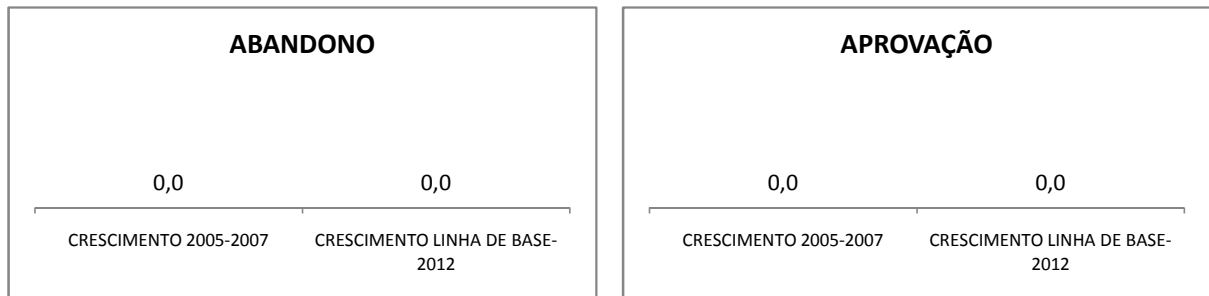 ABANDONO
0,0
0,0
CRESCIMENTO 2005-2007
CRESCIMENTO LINHA DE BASE-
2012
APROVAÇÃO
0,0
0,0
CRESCIMENTO 2005-2007
CRESCIMENTO LINHA DE BASE-
2012